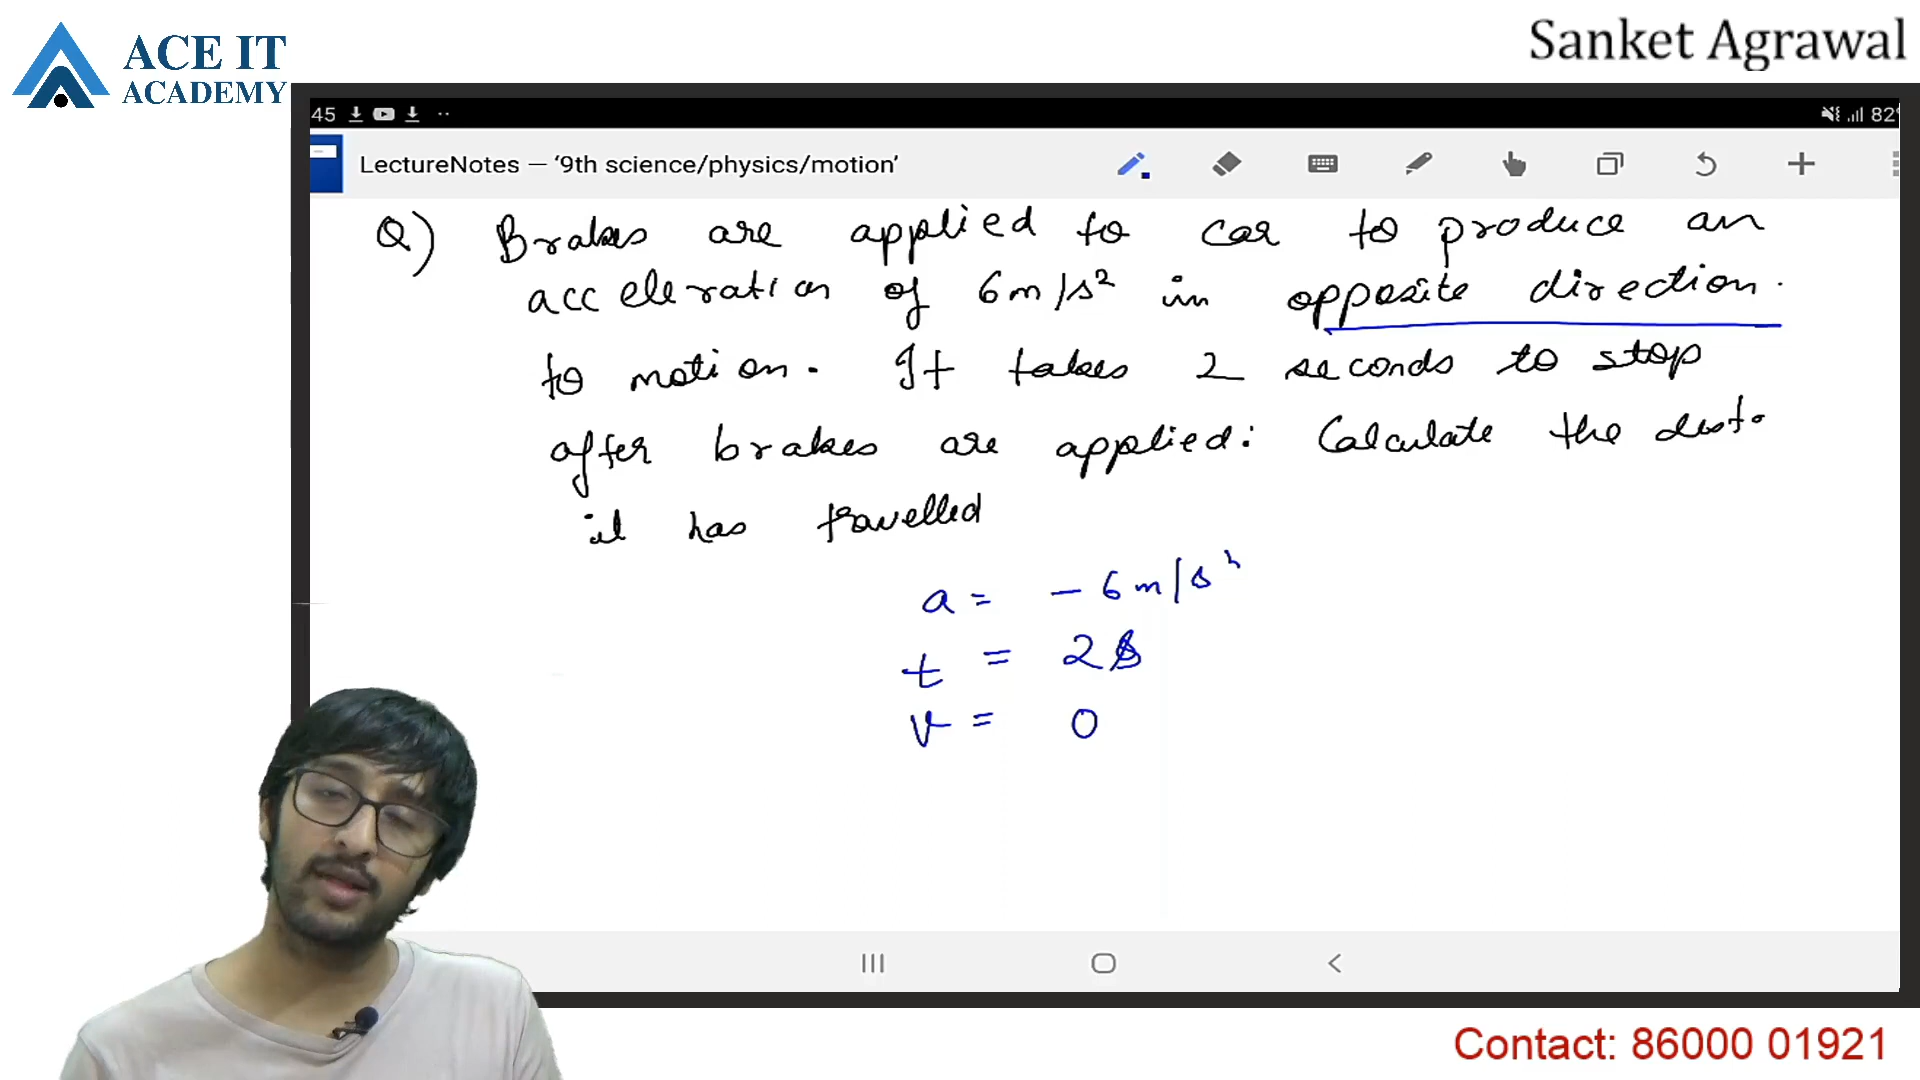 ACE IT
ACADEMY
Sanket Agrawal
45
82
LectureNotes – '9th science/physics/motion'
Q) Brakes are applied to car to produce an
acceleration of 6m/s² in opposite direction.
to motion. It takes 2 seconds to stop
after brakes are applied. Calculate the dist.
it has travelled
a = - 6 m/s²
t = 2s
v = 0
Contact: 86000 01921